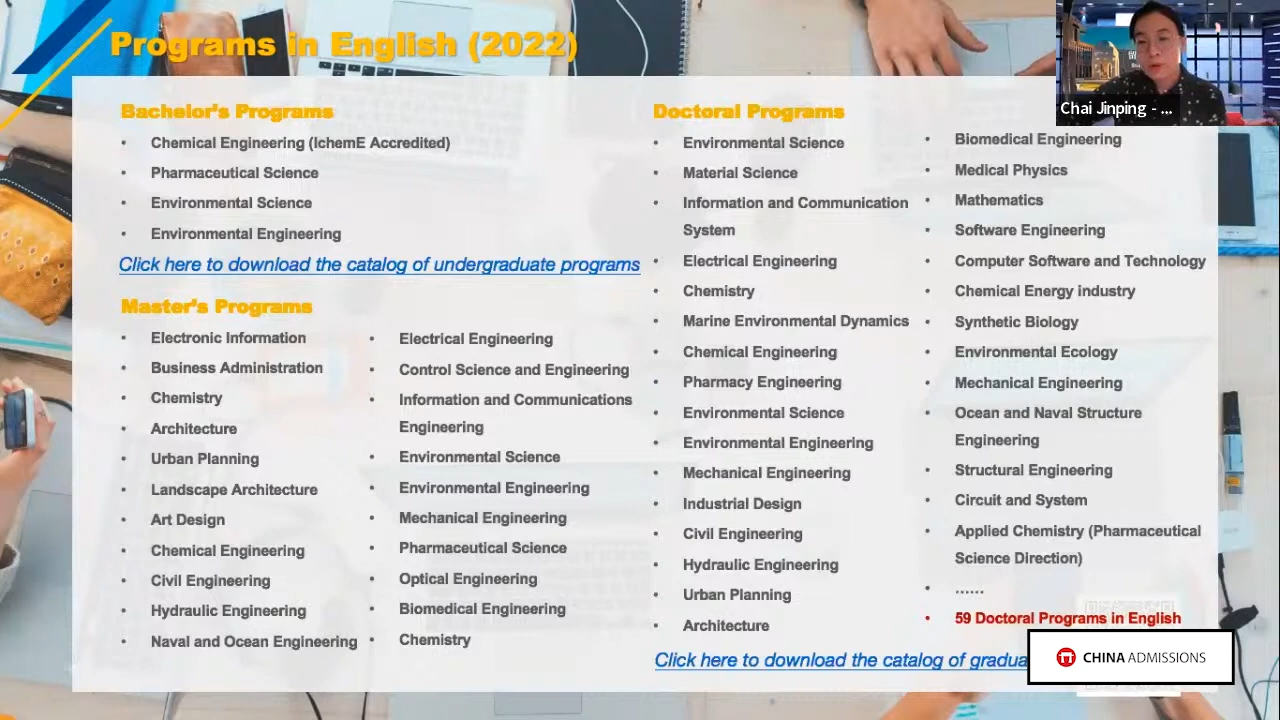 Programs in English (2022)
Chai Jinping - ...
Bachelor's Programs
• Chemical Engineering (IchemE Accredited)
• Pharmaceutical Science
• Environmental Science
• Environmental Engineering
Click here to download the catalog of undergraduate programs
Master's Programs
• Electronic Information
• Business Administration
• Chemistry
• Architecture
• Urban Planning
• Landscape Architecture
• Art Design
• Chemical Engineering
• Civil Engineering
• Hydraulic Engineering
• Naval and Ocean Engineering
• Electrical Engineering
• Control Science and Engineering
• Information and Communications
Engineering
• Environmental Science
• Environmental Engineering
• Mechanical Engineering
• Pharmaceutical Science
• Optical Engineering
• Biomedical Engineering
• Chemistry
Doctoral Programs
• Environmental Science
• Material Science
• Information and Communication
System
• Electrical Engineering
• Chemistry
• Marine Environmental Dynamics
• Chemical Engineering
• Pharmacy Engineering
• Environmental Science
• Environmental Engineering
• Mechanical Engineering
• Industrial Design
• Civil Engineering
• Hydraulic Engineering
• Urban Planning
• Architecture
• Biomedical Engineering
• Medical Physics
• Mathematics
• Software Engineering
• Computer Software and Technology
• Chemical Energy industry
• Synthetic Biology
• Environmental Ecology
• Mechanical Engineering
• Ocean and Naval Structure
Engineering
• Structural Engineering
• Circuit and System
• Applied Chemistry (Pharmaceutical
Science Direction)
• ......
• 59 Doctoral Programs in English
Click here to download the catalog of gradua
CHINA ADMISSIONS